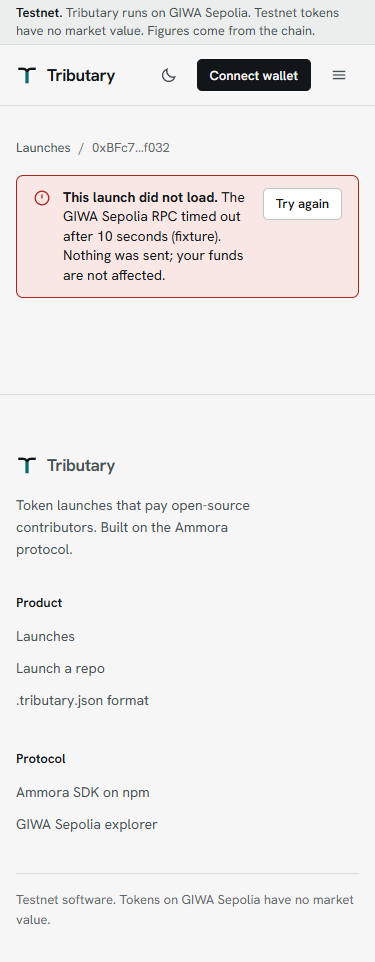 Testnet. Tributary runs on GIWA Sepolia. Testnet tokens
have no market value. Figures come from the chain.
Tributary
Connect wallet
Launches / 0xBFc7…f032
This launch did not load. The
GIWA Sepolia RPC timed out
after 10 seconds (fixture).
Nothing was sent; your funds
are not affected.
Try again
Tributary
Token launches that pay open-source
contributors. Built on the Ammora
protocol.
Product
Launches
Launch a repo
.tributary.json format
Protocol
Ammora SDK on npm
GIWA Sepolia explorer
Testnet software. Tokens on GIWA Sepolia have no market
value.